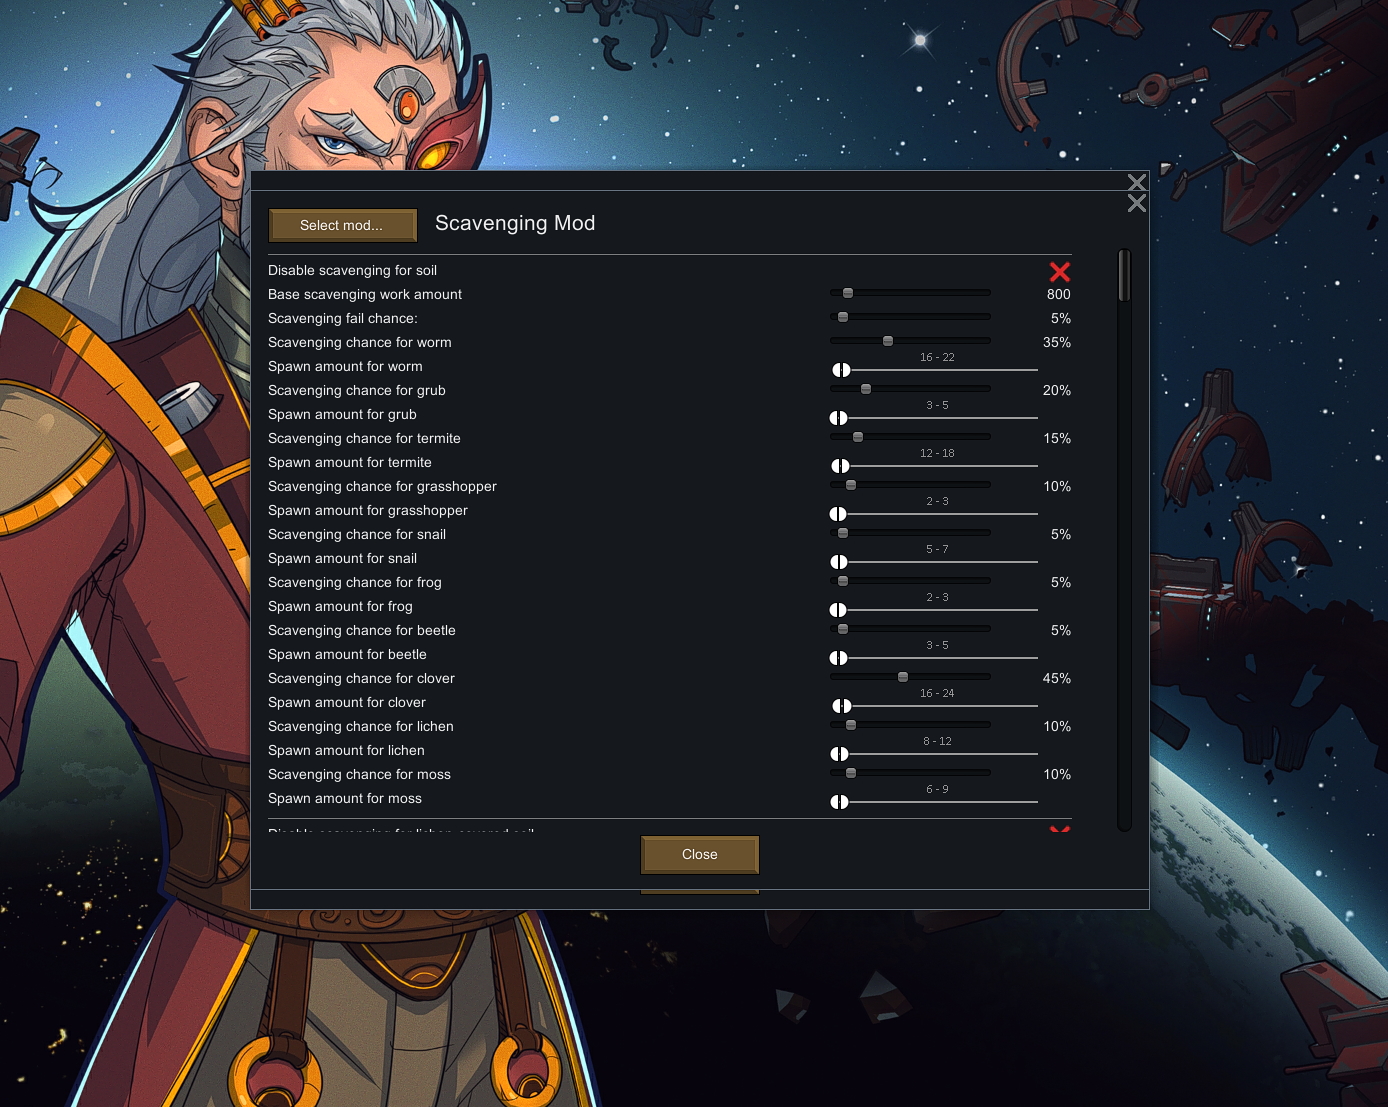 Select mod...
Scavenging Mod
Disable scavenging for soil
Base scavenging work amount 800
Scavenging fail chance: 5%
Scavenging chance for worm 35%
Spawn amount for worm 16 - 22
Scavenging chance for grub 20%
Spawn amount for grub 3 - 5
Scavenging chance for termite 15%
Spawn amount for termite 12 - 18
Scavenging chance for grasshopper 10%
Spawn amount for grasshopper 2 - 3
Scavenging chance for snail 5%
Spawn amount for snail 5 - 7
Scavenging chance for frog 5%
Spawn amount for frog 2 - 3
Scavenging chance for beetle 5%
Spawn amount for beetle 3 - 5
Scavenging chance for clover 45%
Spawn amount for clover 16 - 24
Scavenging chance for lichen 10%
Spawn amount for lichen 8 - 12
Scavenging chance for moss 10%
Spawn amount for moss 6 - 9
Disable scavenging for lichen-covered soil
Close